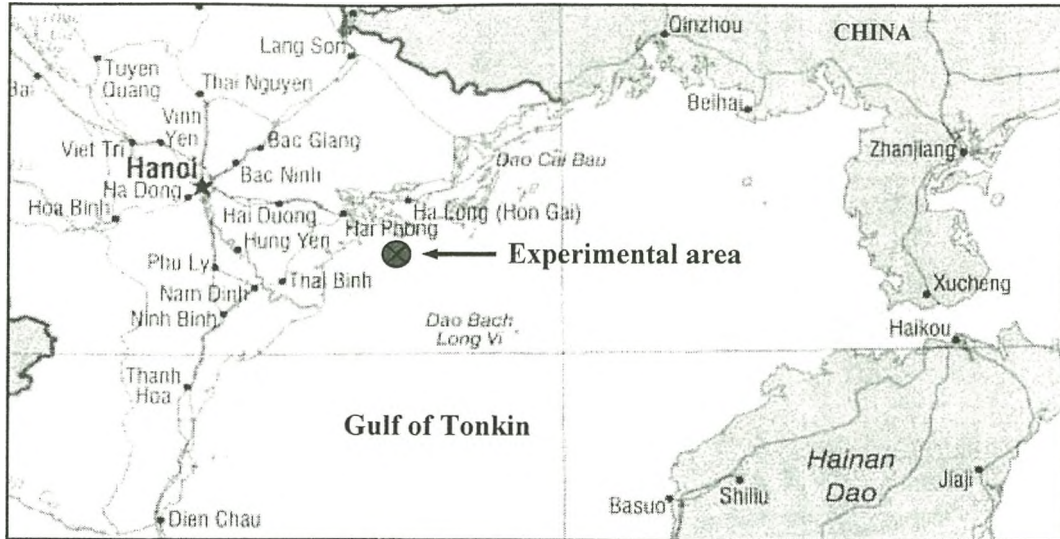 Qinzhou
CHINA
Lang Son
Tuyen
Quang
Thai Nguyen
Beihai
Vinh
Yen
Viet Tri
Bac Giang
Zhanjiang
Hanoi
Dao Cai Bau
Bac Ninh
Ha Dong
Hoa Binh
Hai Duong
Ha Long (Hon Gai)
Hai Phong
Hung Yen
Experimental area
Phu Ly
Thai Binh
Xucheng
Nam Dinh
Ninh Binh
Dao Bach
Long Vi
Haikou
Thanh
Hoa
Gulf of Tonkin
Hainan
Dao
Jiaji
Shiliu
Basuo
Dien Chau